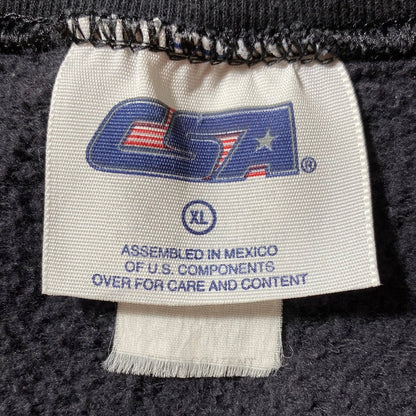 CSA®
XL
ASSEMBLED IN MEXICO
OF U.S. COMPONENTS
OVER FOR CARE AND CONTENT